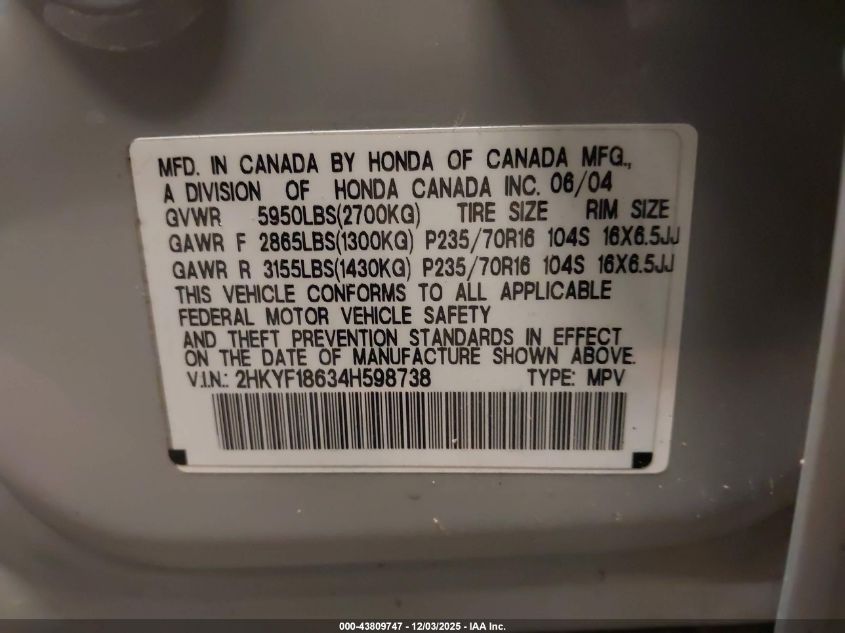 MFD. IN CANADA BY HONDA OF CANADA MFG.,
A DIVISION OF HONDA CANADA INC. 06/04
GVWR 5950LBS(2700KG) TIRE SIZE RIM SIZE
GAWR F 2865LBS(1300KG) P235/70R16 104S 16X6.5JJ
GAWR R 3155LBS(1430KG) P235/70R16 104S 16X6.5JJ
THIS VEHICLE CONFORMS TO ALL APPLICABLE
FEDERAL MOTOR VEHICLE SAFETY
AND THEFT PREVENTION STANDARDS IN EFFECT
ON THE DATE OF MANUFACTURE SHOWN ABOVE.
V.I.N.: 2HKYF18634H598738 TYPE: MPV
000-43809747 - 12/03/2025 - IAA Inc.